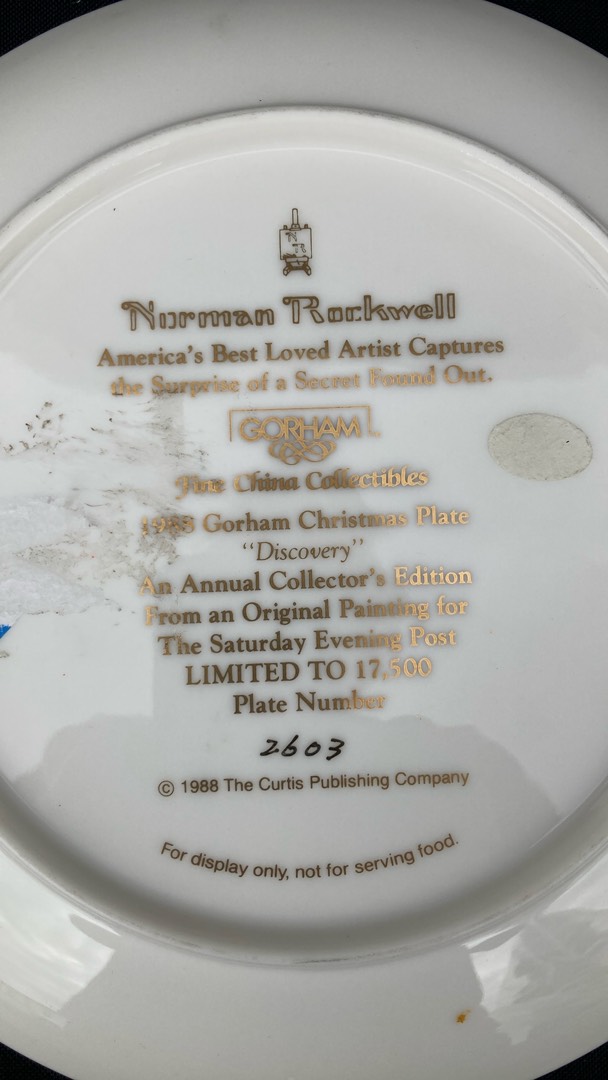 Norman Rockwell
America's Best Loved Artist Captures
the Surprise of a Secret Found Out.
GORHAM
Fine China Collectibles
1988 Gorham Christmas Plate
“Discovery”
An Annual Collector's Edition
From an Original Painting for
The Saturday Evening Post
LIMITED TO 17,500
Plate Number
2603
© 1988 The Curtis Publishing Company
For display only, not for serving food.